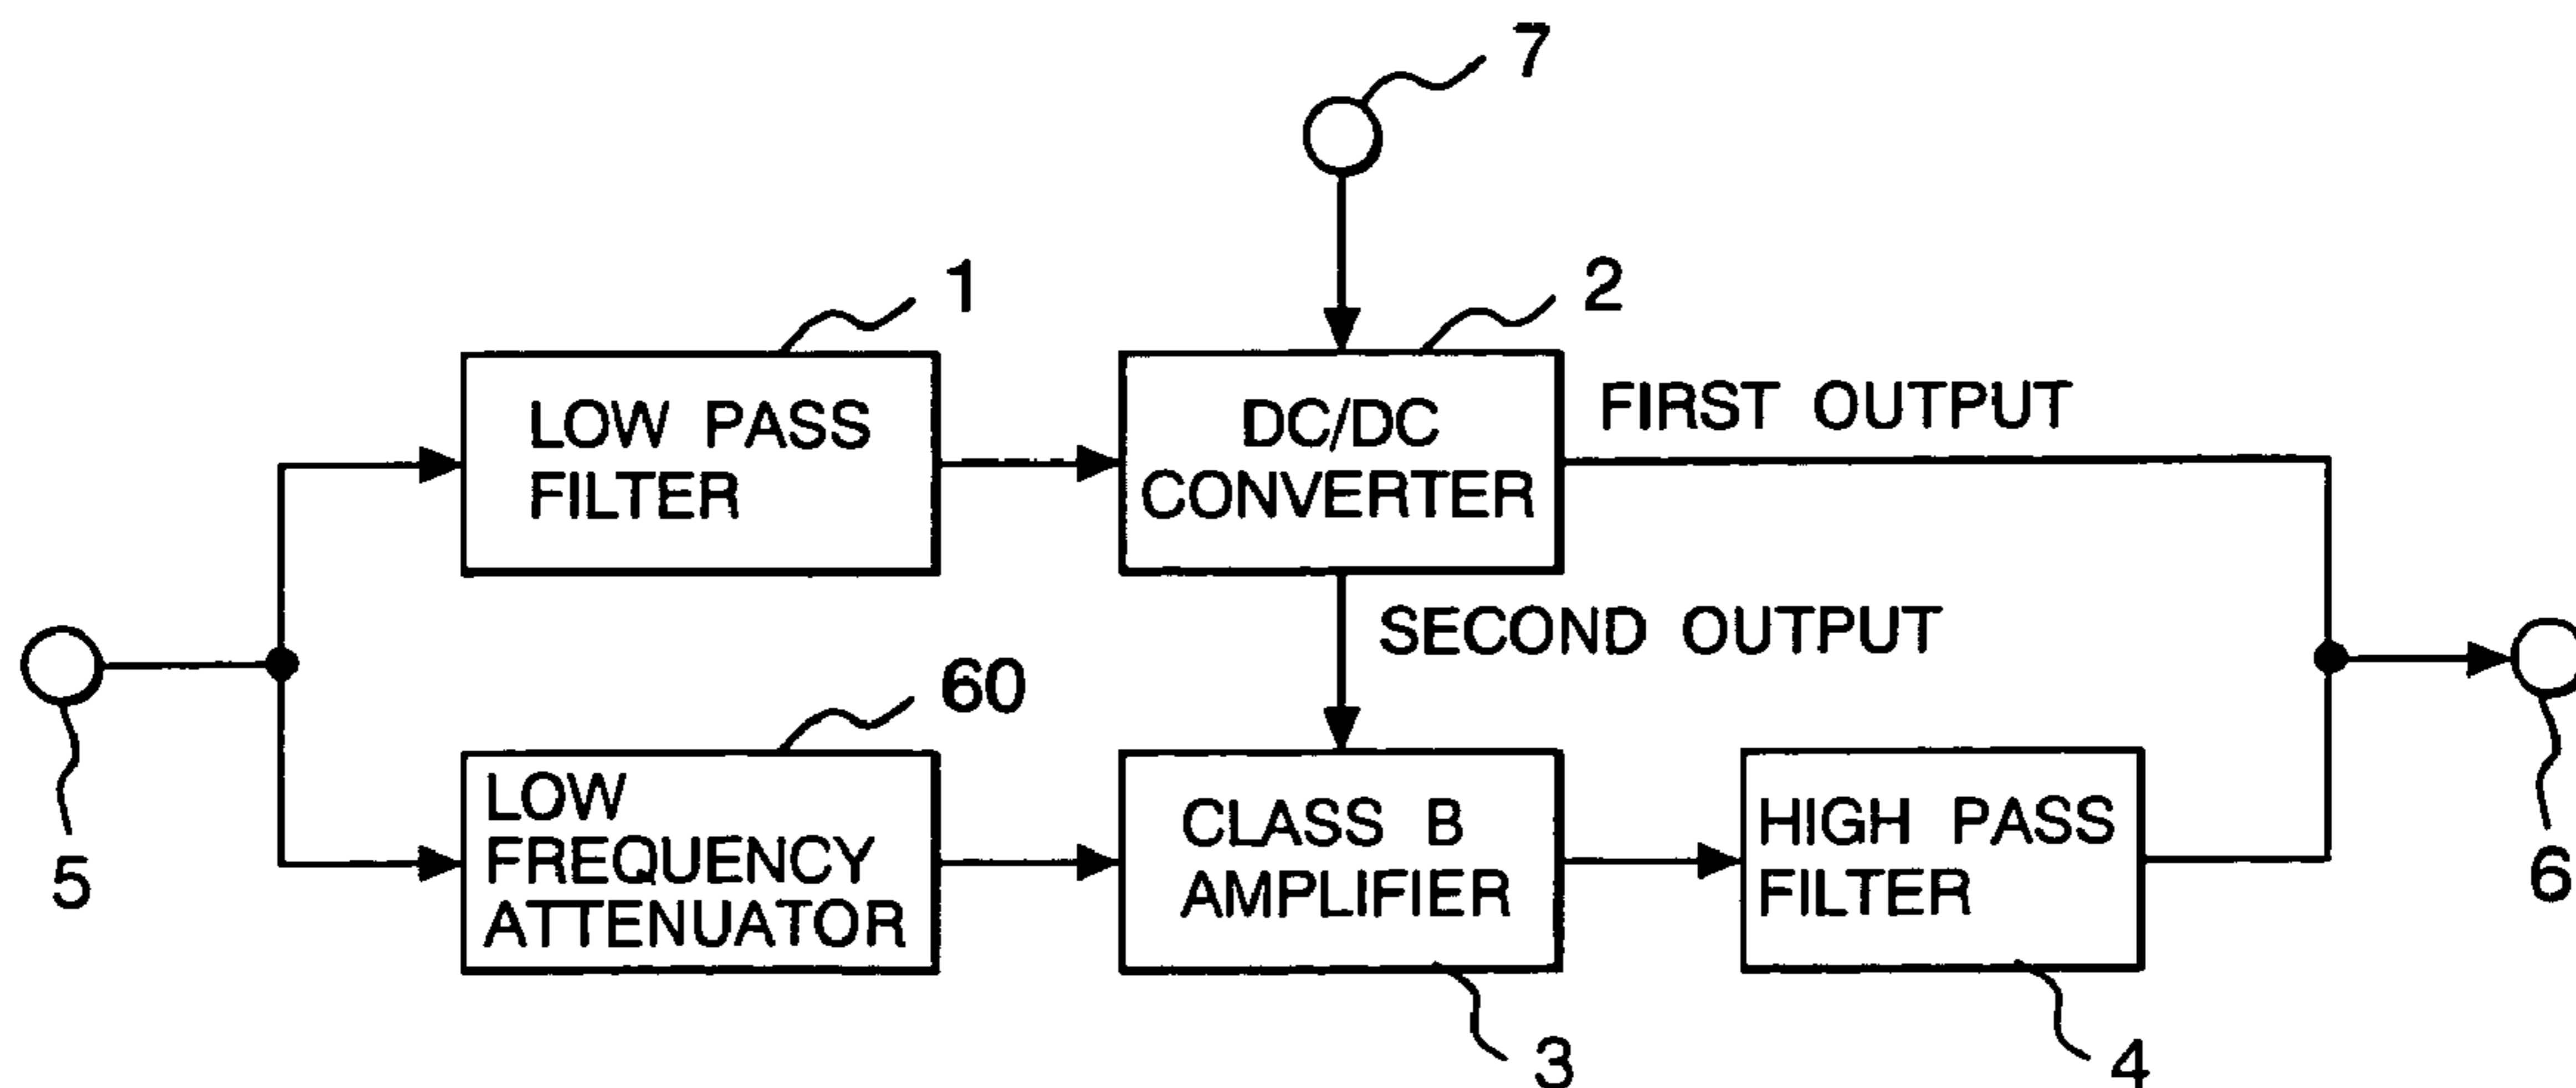 7
1
2
LOW PASS
FILTER
DC/DC
CONVERTER
FIRST OUTPUT
SECOND OUTPUT
5
60
6
LOW
FREQUENCY
ATTENUATOR
CLASS B
AMPLIFIER
HIGH PASS
FILTER
3
4